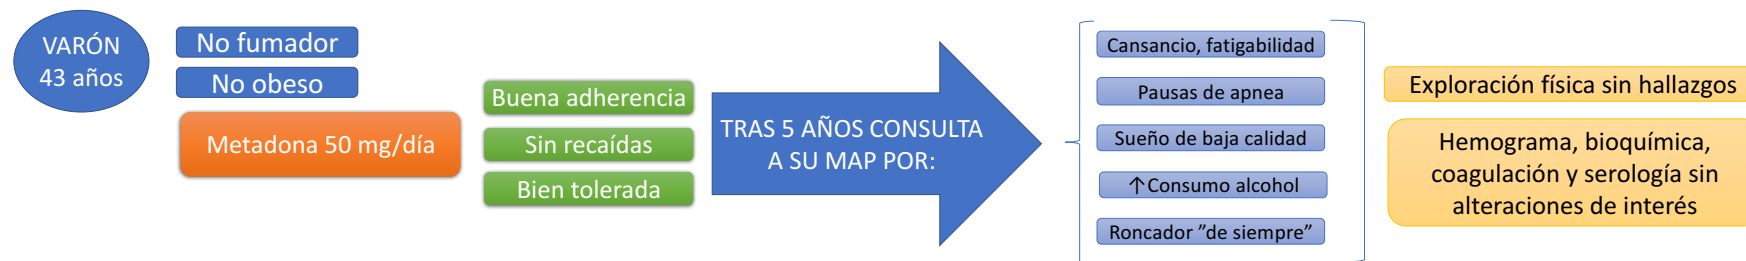 VARÓN
43 años
No fumador
No obeso
Metadona 50 mg/día
Buena adherencia
Sin recaídas
Bien tolerada
TRAS 5 AÑOS CONSULTA
A SU MAP POR:
Cansancio, fatigabilidad
Pausas de apnea
Sueño de baja calidad
↑Consumo alcohol
Roncador ”de siempre”
Exploración física sin hallazgos
Hemograma, bioquímica,
coagulación y serología sin
alteraciones de interés